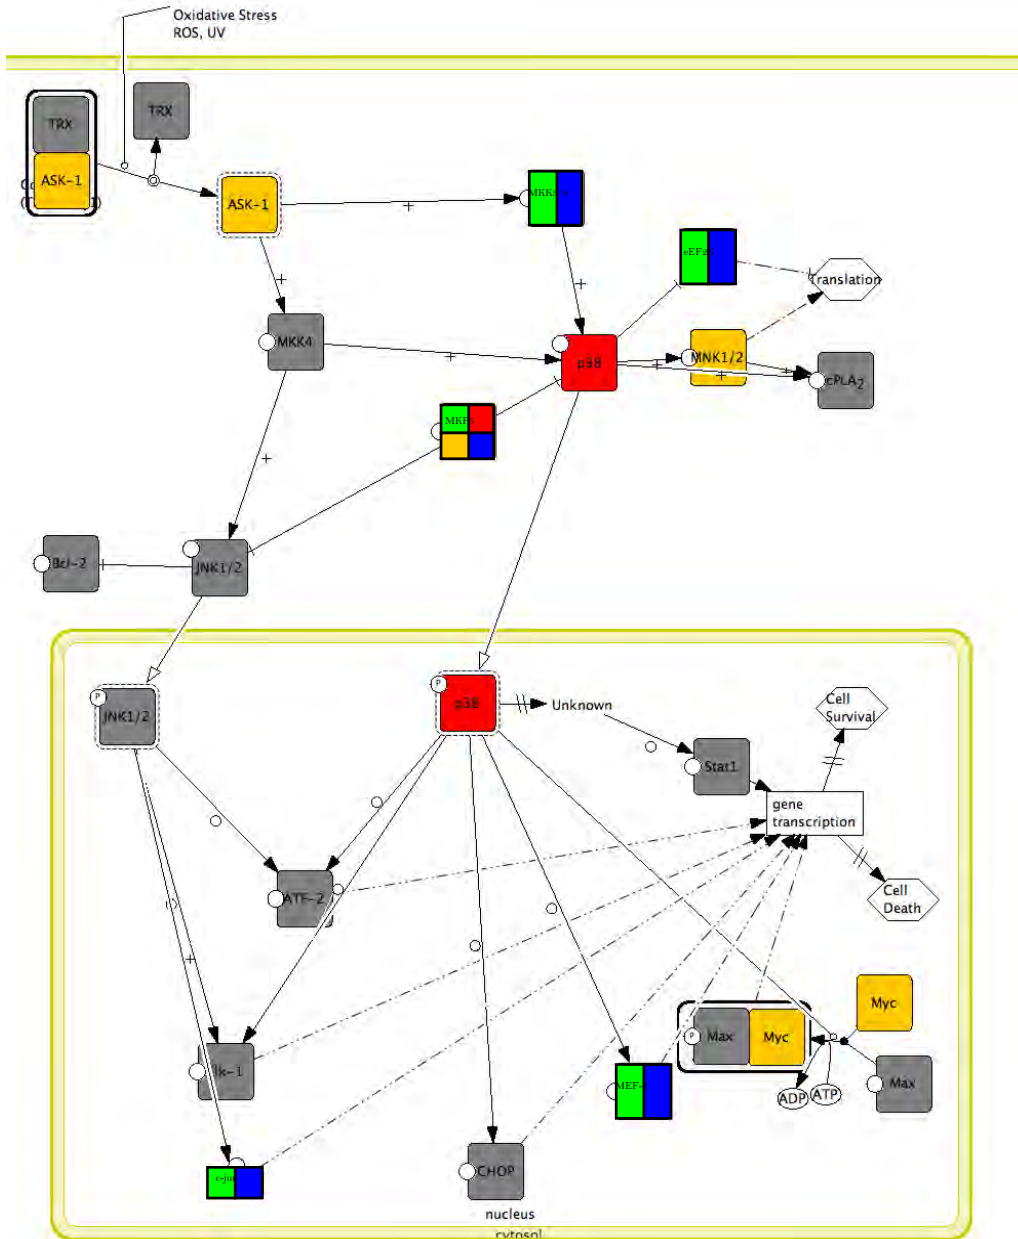 Oxidative Stress
ROS, UV
TRX
TRX
ASK-1
ASK-1
MKK4
p38
MNK1/2
Translation
cPLA2
Bcl-2
JNK1/2
JNK1/2
P
p38
P
Unknown
Cell
Survival
Stat1
gene
transcription
Cell
Death
ATF-2
Max
P
Myc
Myc
Max
ADP
ATP
CHOP
nucleus
cytosol